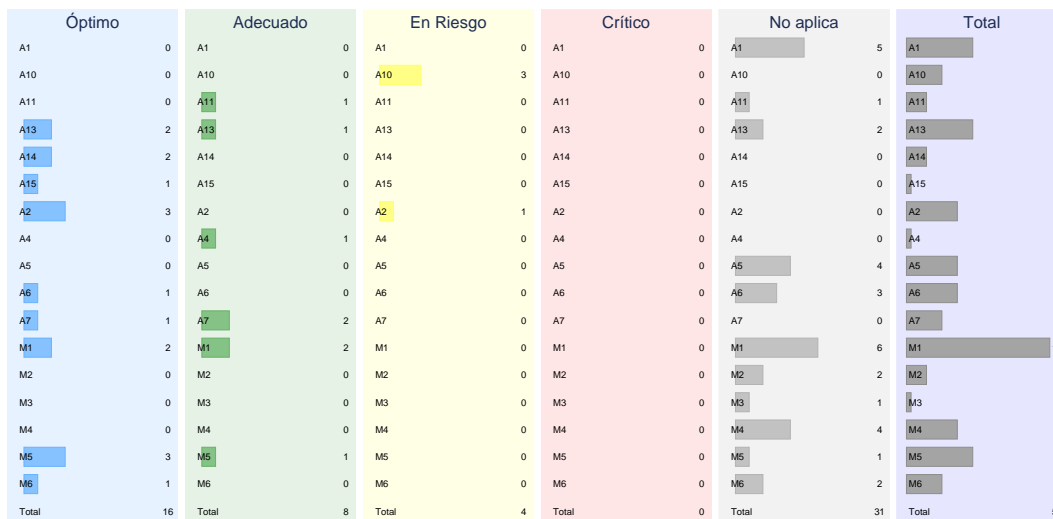 Óptimo Adecuado En Riesgo Crítico No aplica Total
A1 0 A1 0 A1 0 A1 0 A1 5 A1
A10 0 A10 0 A10 3 A10 0 A10 0 A10
A11 0 A11 1 A11 0 A11 0 A11 1 A11
A13 2 A13 1 A13 0 A13 0 A13 2 A13
A14 2 A14 0 A14 0 A14 0 A14 0 A14
A15 1 A15 0 A15 0 A15 0 A15 0 A15
A2 3 A2 0 A2 1 A2 0 A2 0 A2
A4 0 A4 1 A4 0 A4 0 A4 0 A4
A5 0 A5 0 A5 0 A5 0 A5 4 A5
A6 1 A6 0 A6 0 A6 0 A6 3 A6
A7 1 A7 2 A7 0 A7 0 A7 0 A7
M1 2 M1 2 M1 0 M1 0 M1 6 M1
M2 0 M2 0 M2 0 M2 0 M2 2 M2
M3 0 M3 0 M3 0 M3 0 M3 1 M3
M4 0 M4 0 M4 0 M4 0 M4 4 M4
M5 3 M5 1 M5 0 M5 0 M5 1 M5
M6 1 M6 0 M6 0 M6 0 M6 2 M6
Total 16 Total 8 Total 4 Total 0 Total 31 Total